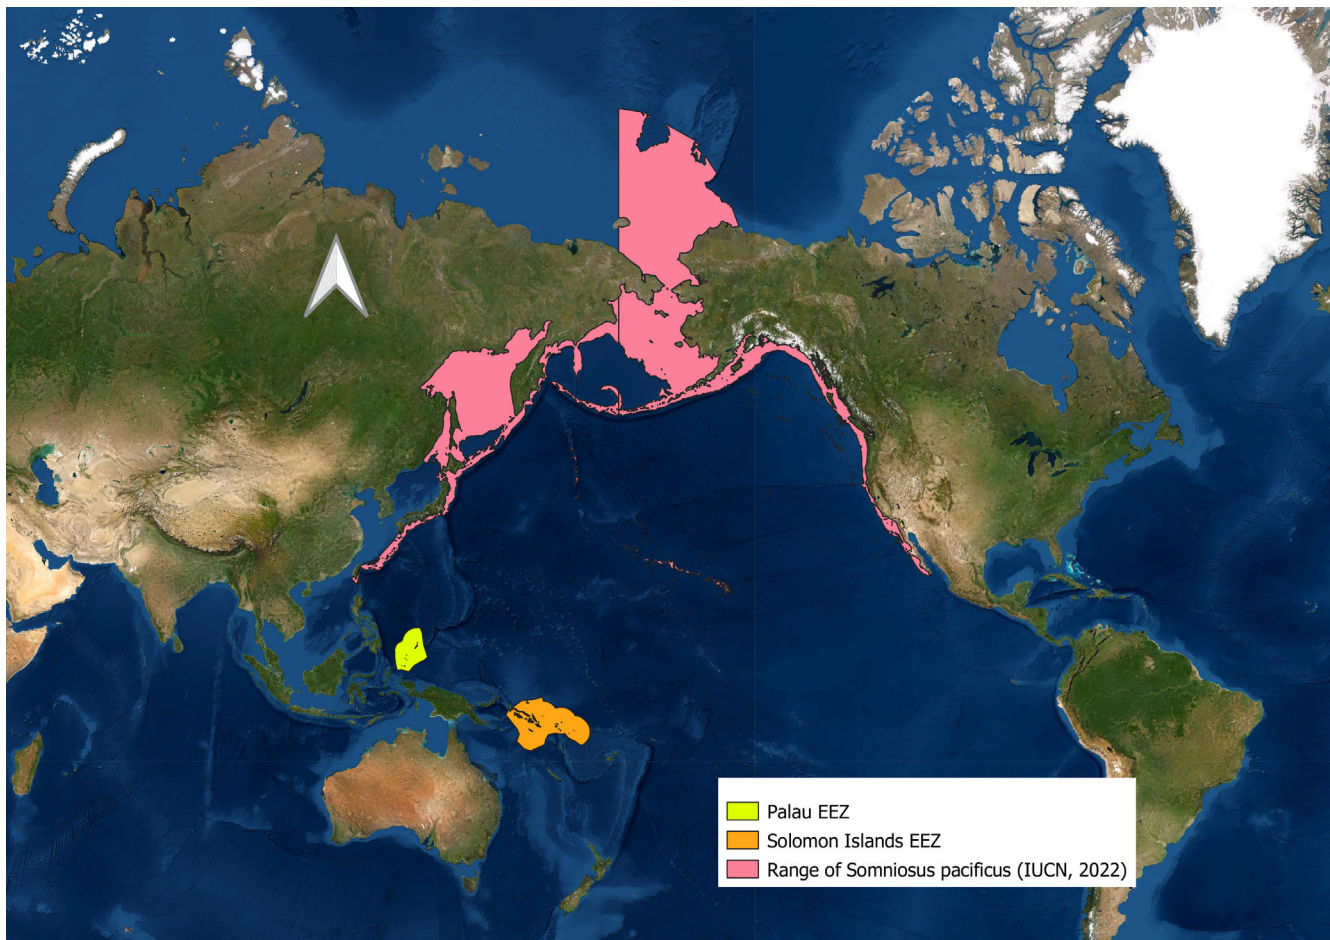 Palau EEZ
Solomon Islands EEZ
Range of Somniosus pacificus (IUCN, 2022)